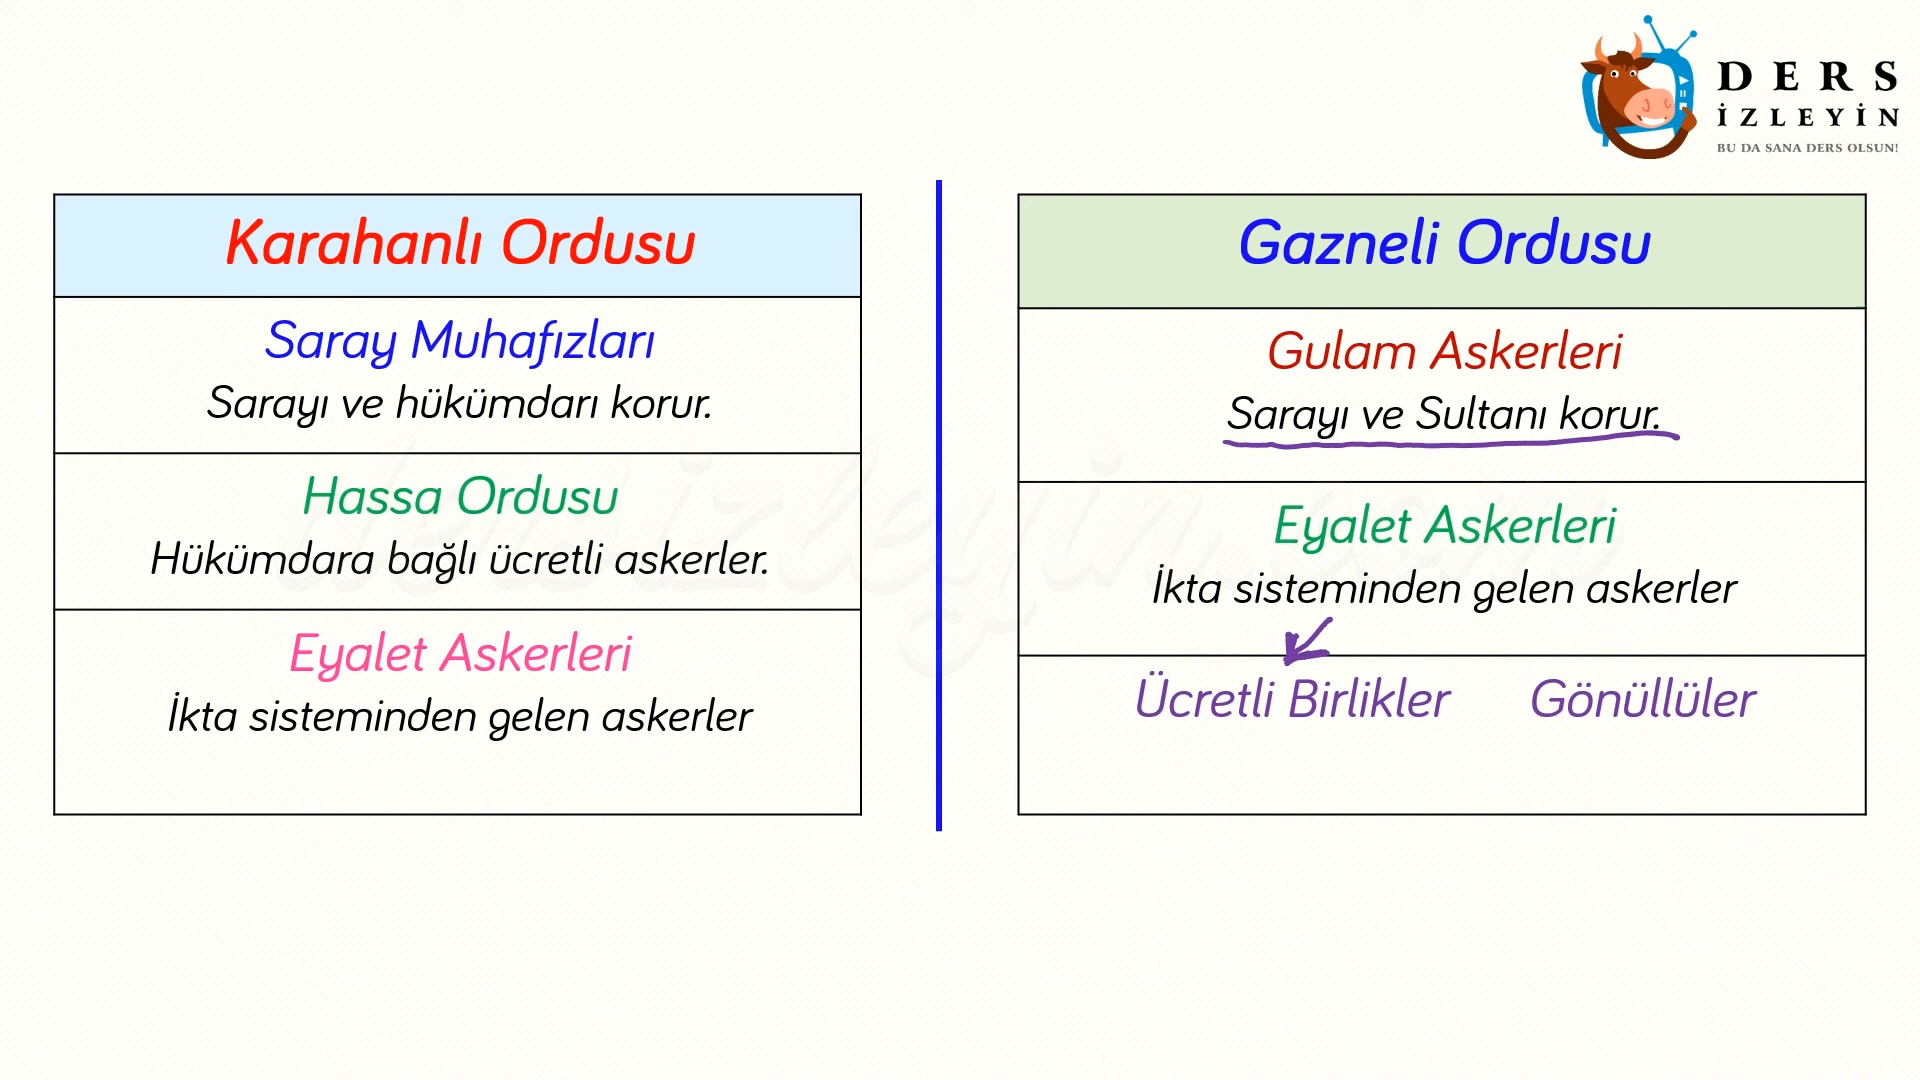 DERS
İZLEYİN
BU DA SANA DERS OLSUN!
Karahanlı Ordusu
Saray Muhafızları
Sarayı ve hükümdarı korur.
Hassa Ordusu
Hükümdara bağlı ücretli askerler.
Eyalet Askerleri
İkta sisteminden gelen askerler
Gazneli Ordusu
Gulam Askerleri
Sarayı ve Sultanı korur.
Eyalet Askerleri
İkta sisteminden gelen askerler
Ücretli Birlikler Gönüllüler